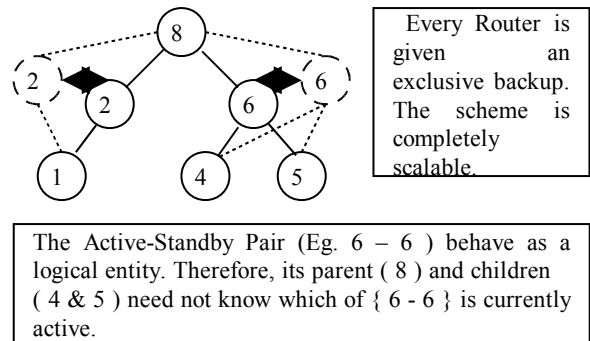 8
2
2
6
6
1
4
5
Every Router is
given an
exclusive backup.
The scheme is
completely
scalable.
The Active-Standby Pair (Eg. 6 – 6 ) behave as a
logical entity. Therefore, its parent ( 8 ) and children
( 4 & 5 ) need not know which of { 6 - 6 } is currently
active.